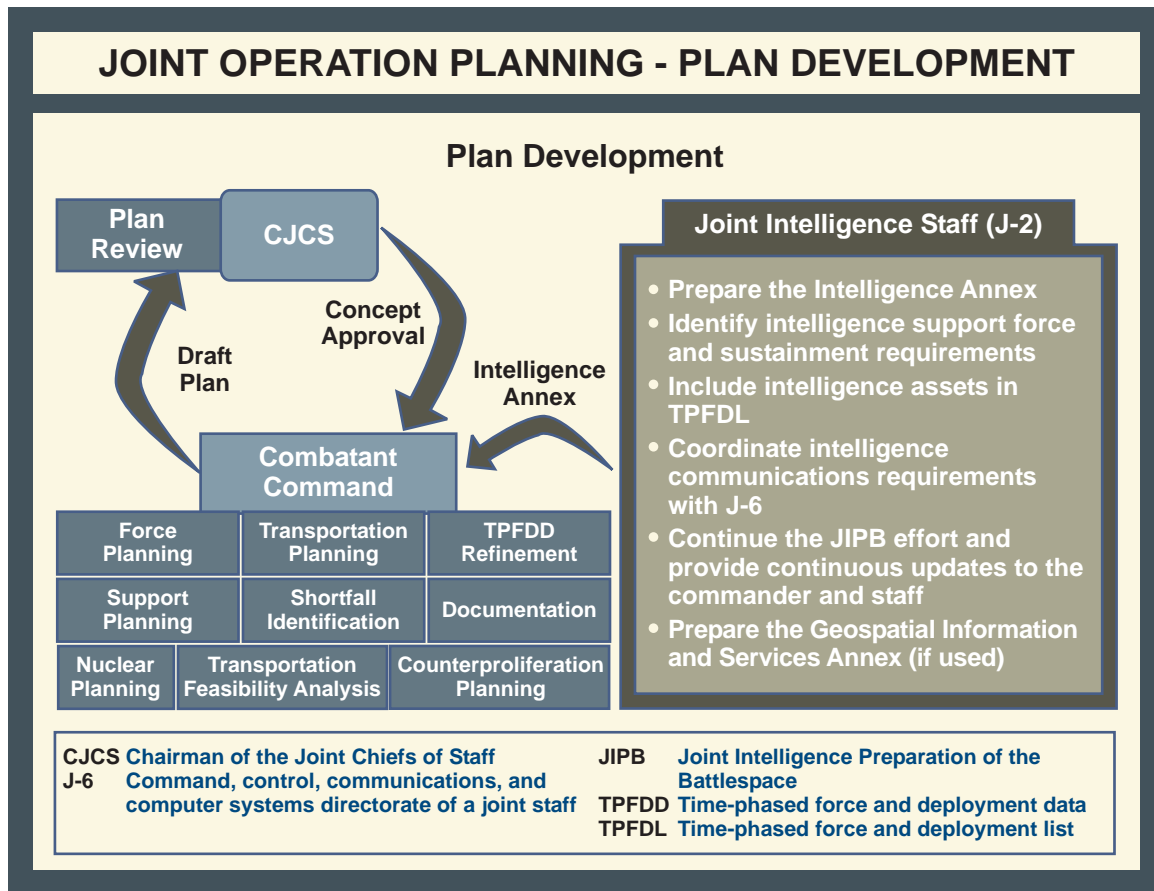 JOINT OPERATION PLANNING - PLAN DEVELOPMENT
Plan Development
Plan
Review
CJCS
Concept
Approval
Draft
Plan
Intelligence
Annex
Combatant
Command
Force
Planning
Transportation
Planning
TPFDD
Refinement
Support
Planning
Shortfall
Identification
Documentation
Nuclear
Planning
Transportation
Feasibility Analysis
Counterproliferation
Planning
Joint Intelligence Staff (J-2)
• Prepare the Intelligence Annex
• Identify intelligence support force
and sustainment requirements
• Include intelligence assets in
TPFDL
• Coordinate intelligence
communications requirements
with J-6
• Continue the JIPB effort and
provide continuous updates to the
commander and staff
• Prepare the Geospatial Information
and Services Annex (if used)
CJCS Chairman of the Joint Chiefs of Staff
J-6 Command, control, communications, and
computer systems directorate of a joint staff
JIPB Joint Intelligence Preparation of the
Battlespace
TPFDD Time-phased force and deployment data
TPFDL Time-phased force and deployment list